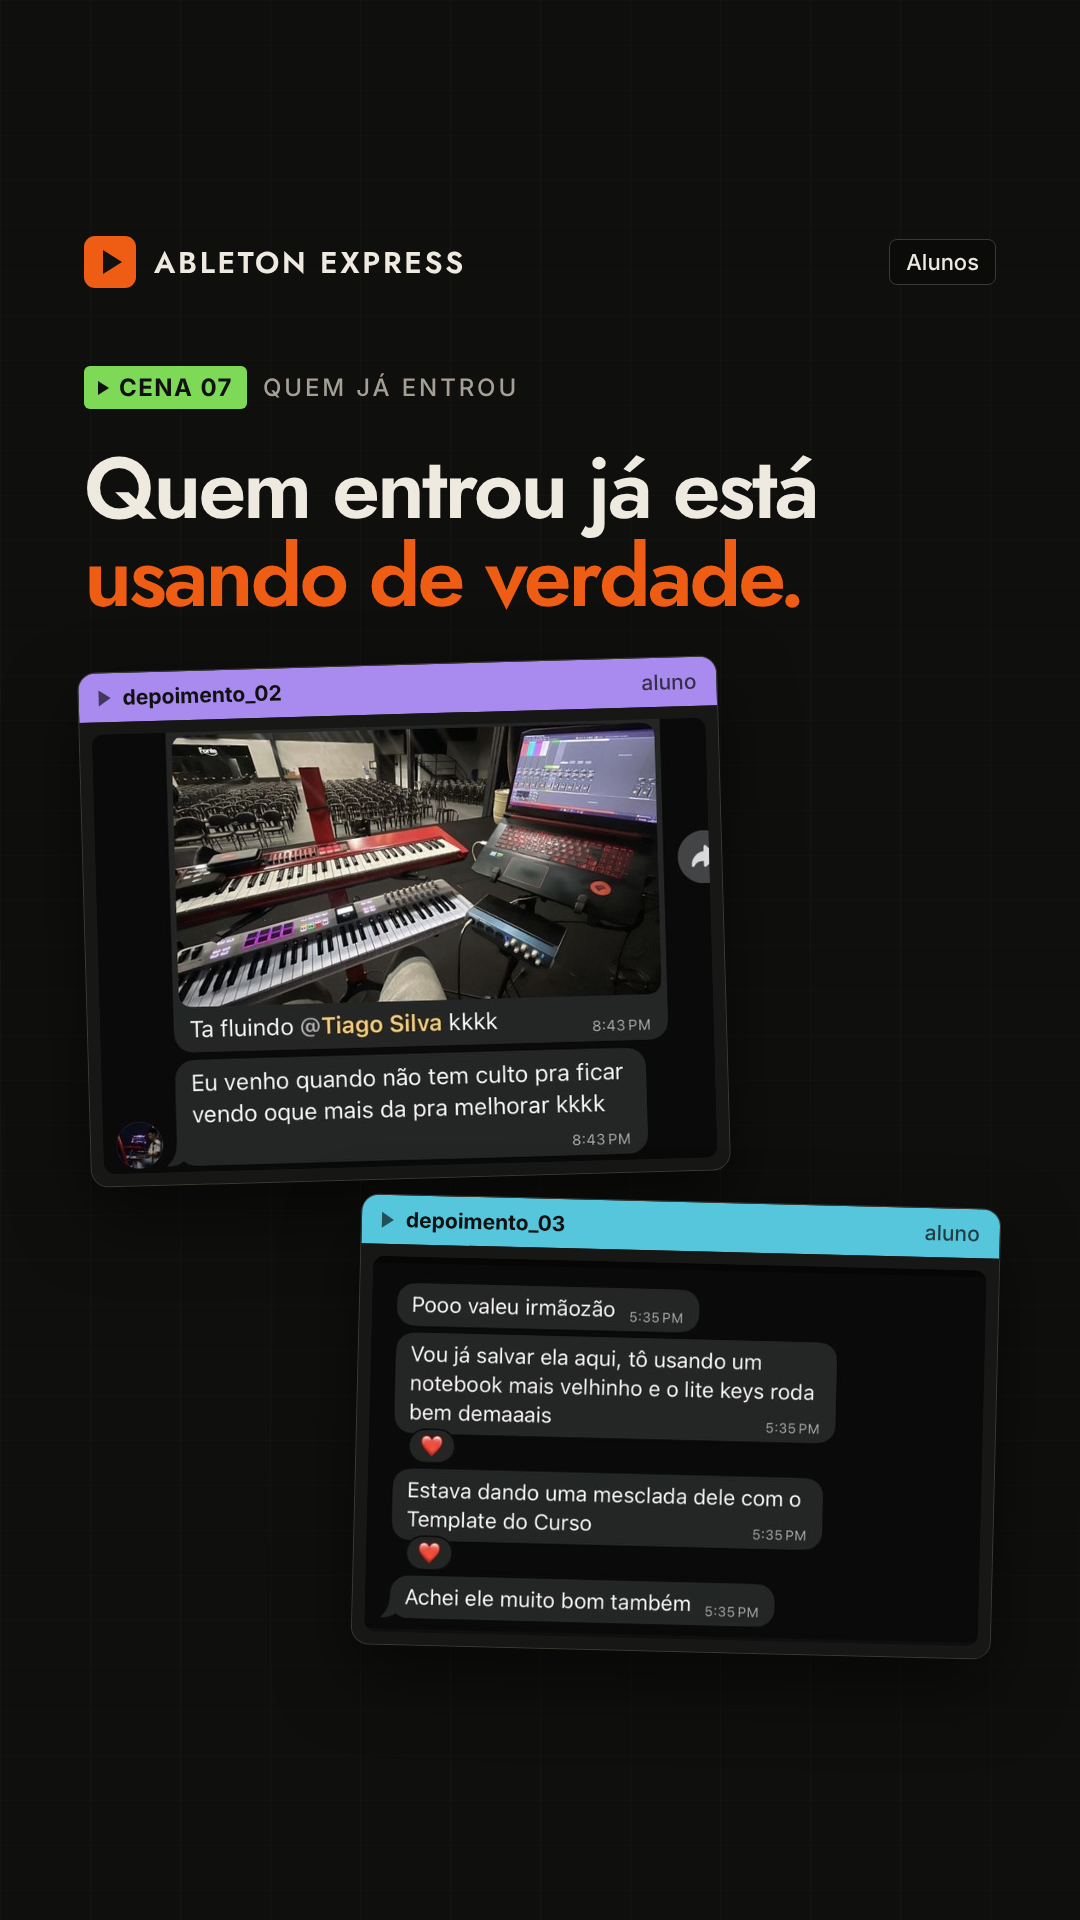 ABLETON EXPRESS
Alunos
CENA 07 QUEM JÁ ENTROU
Quem entrou já está
usando de verdade.
depoimento_02 aluno
Ta fluindo @Tiago Silva kkkk 8:43 PM
Eu venho quando não tem culto pra ficar
vendo oque mais da pra melhorar kkkk
8:43 PM
depoimento_03 aluno
Pooo valeu irmãozão 5:35 PM
Vou já salvar ela aqui, tô usando um
notebook mais velhinho e o lite keys roda
bem demaaais 5:35 PM
Estava dando uma mesclada dele com o
Template do Curso 5:35 PM
Achei ele muito bom também 5:35 PM